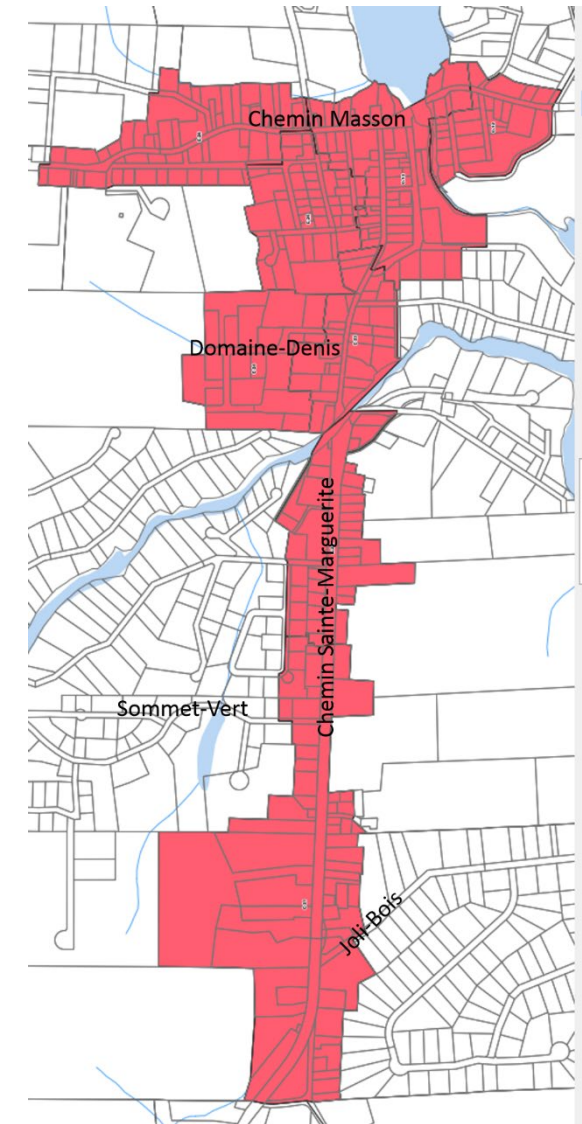 Chemin Masson
Domaine-Denis
Chemin Sainte-Marguerite
Sommet-Vert
Joli-Bois